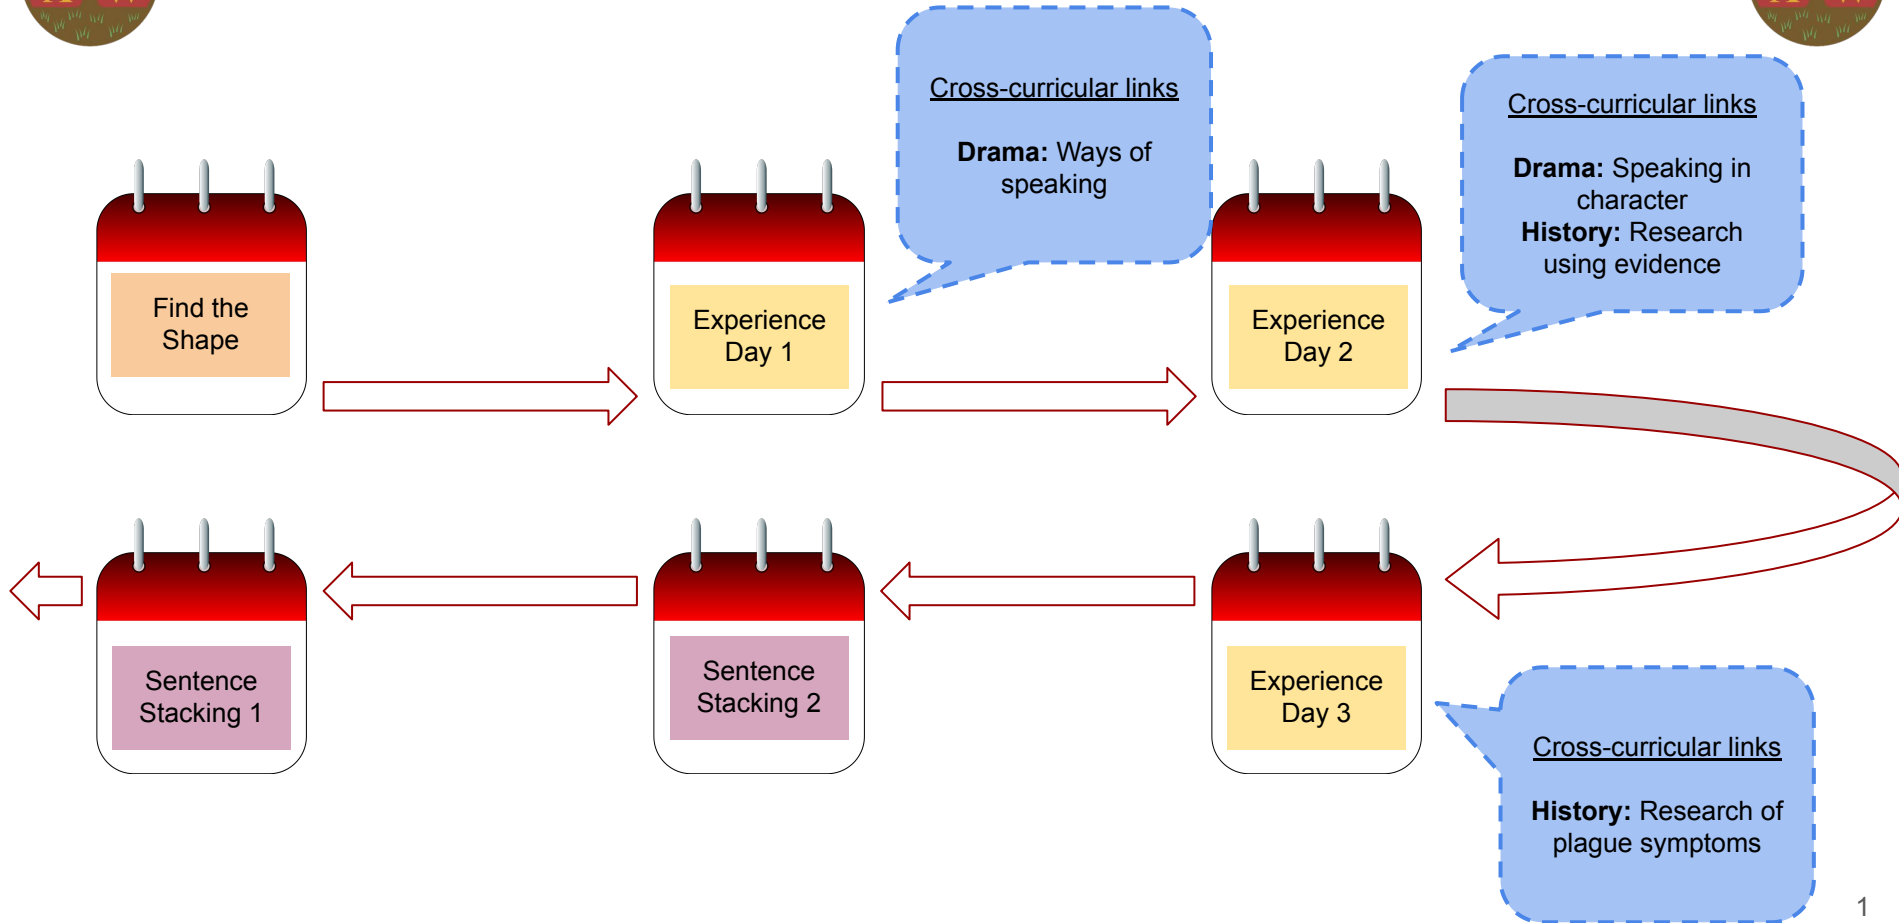 Cross-curricular links
Drama: Ways of
speaking
Cross-curricular links
Drama: Speaking in
character
History: Research
using evidence
Find the
Shape
Experience
Day 1
Experience
Day 2
Sentence
Stacking 1
Sentence
Stacking 2
Experience
Day 3
Cross-curricular links
History: Research of
plague symptoms
1